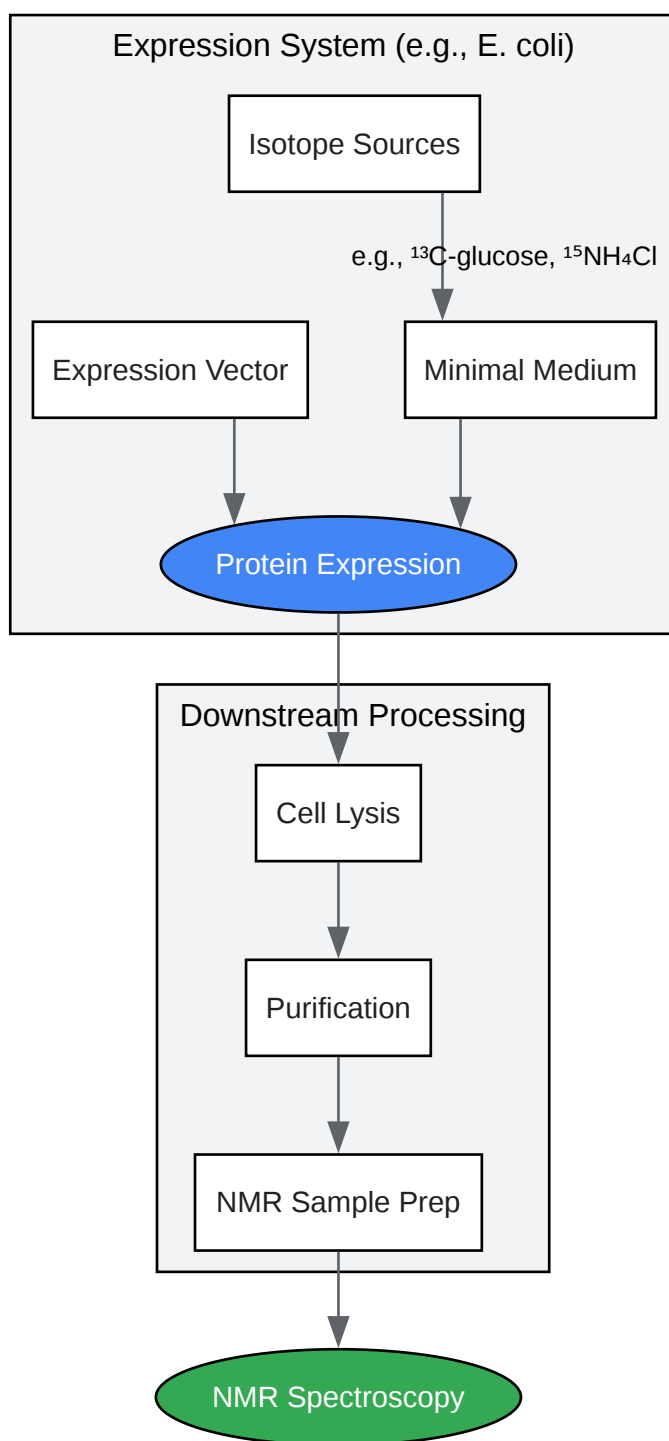 Expression System (e.g., E. coli)
Isotope Sources
e.g., ¹³C-glucose, ¹⁵NH₄Cl
Expression Vector
Minimal Medium
Protein Expression
Downstream Processing
Cell Lysis
Purification
NMR Sample Prep
NMR Spectroscopy